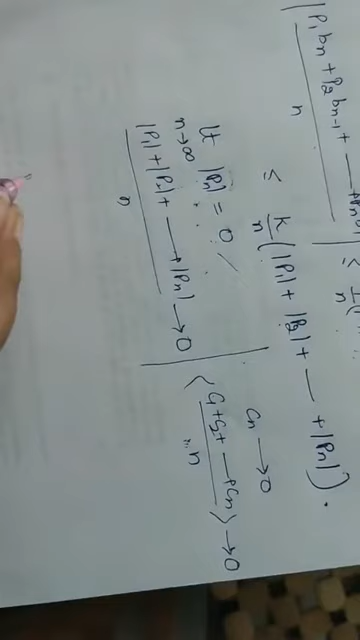 |P₁bₙ + P₂bₙ₋₁ + — + Pₙb₁| / n ≤ 1/n (
≤ K/n (|P₁| + |P₂| + — + |Pₙ|).
lt n→∞ |Pₙ| = 0
(|P₁| + |P₂| + — + |Pₙ|) / n → 0
cₙ → 0
⟨(c₁ + c₂ + — + cₙ) / n⟩ → 0